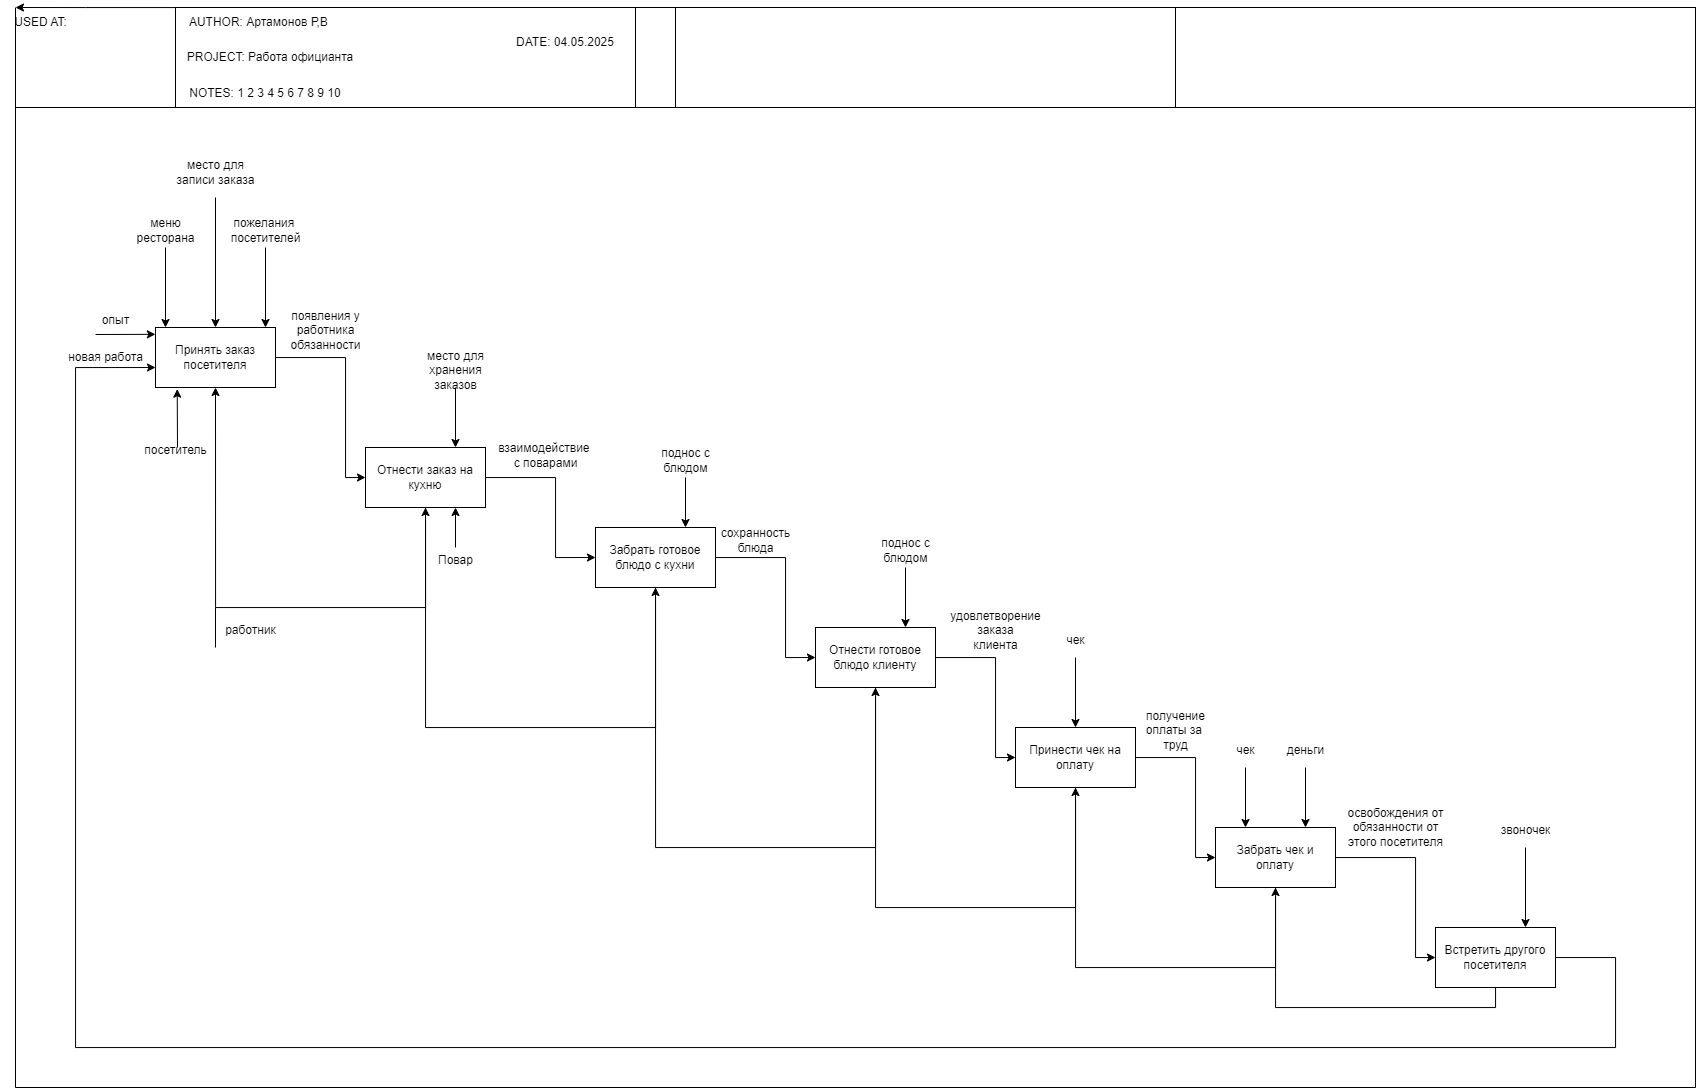 USED AT:
AUTHOR: Артамонов Р,В
DATE: 04.05.2025
PROJECT: Работа официанта
NOTES: 1 2 3 4 5 6 7 8 9 10
место для
записи заказа
меню
ресторана
пожелания
посетителей
опыт
новая работа
Принять заказ
посетителя
появления у
работника
обязанности
посетитель
место для
хранения
заказов
Отнести заказ на
кухню
взаимодействие
с поварами
Повар
работник
поднос с
блюдом
Забрать готовое
блюдо с кухни
сохранность
блюда
поднос с
блюдом
Отнести готовое
блюдо клиенту
удовлетворение
заказа
клиента
чек
Принести чек на
оплату
получение
оплаты за
труд
чек
деньги
Забрать чек и
оплату
освобождения от
обязанности от
этого посетителя
звоночек
Встретить другого
посетителя